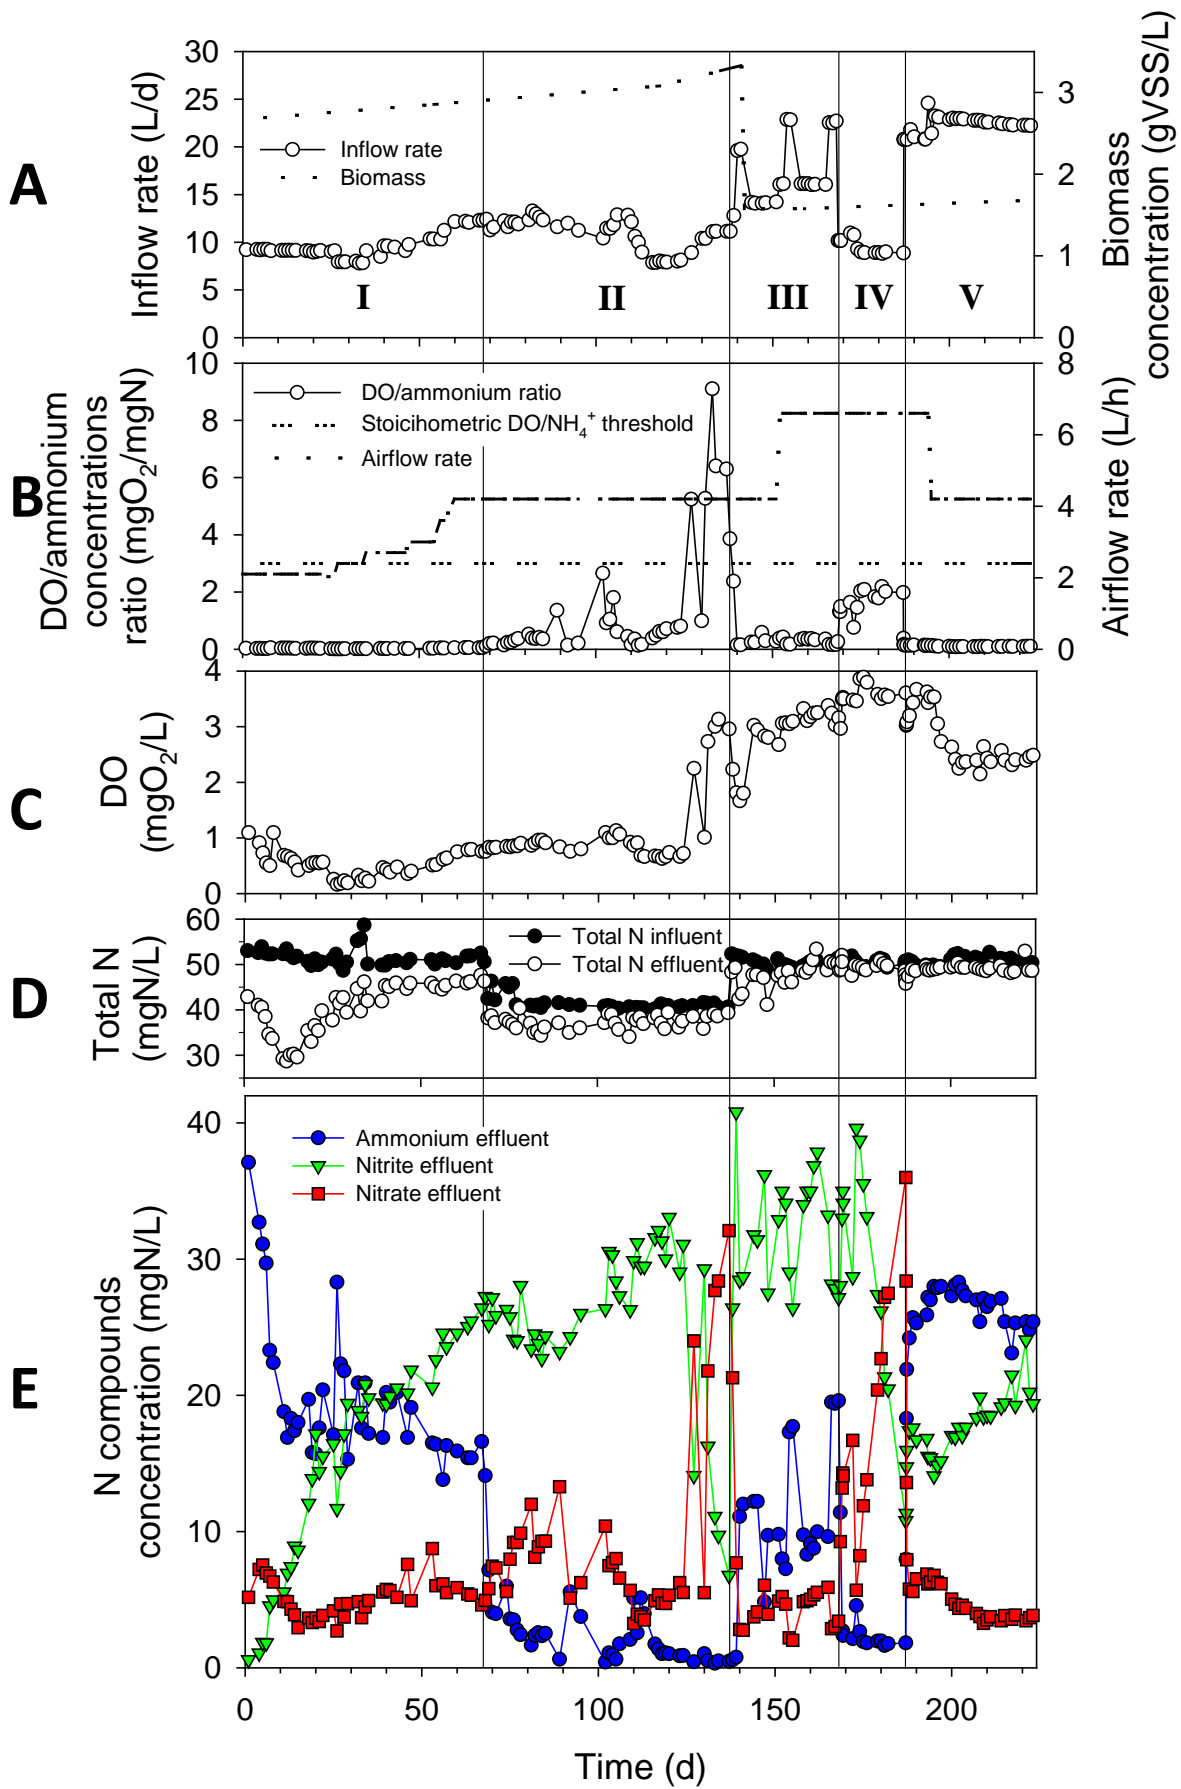 A
Inflow rate (L/d)
30
25
20
15
10
5
0
Inflow rate
Biomass
I
II
III
IV
V
3
2
1
0
Biomass
concentration (gVSS/L)
B
DO/ammonium
concentrations
ratio (mgO2/mgN)
10
8
6
4
2
0
DO/ammonium ratio
Stoicihometric DO/NH4+ threshold
Airflow rate
8
6
4
2
0
Airflow rate (L/h)
C
DO
(mgO2/L)
4
3
2
1
0
D
Total N
(mgN/L)
60
50
40
30
Total N influent
Total N effluent
E
N compounds
concentration (mgN/L)
40
30
20
10
0
Ammonium effluent
Nitrite effluent
Nitrate effluent
0 50 100 150 200
Time (d)